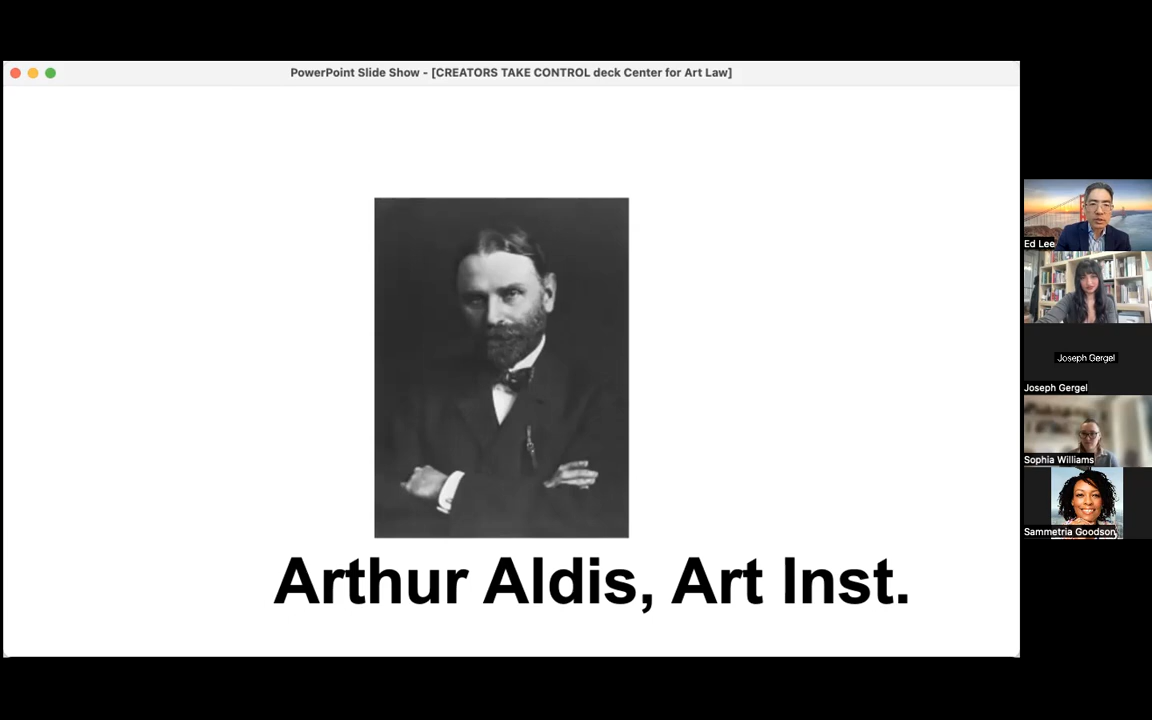 PowerPoint Slide Show - [CREATORS TAKE CONTROL deck Center for Art Law]
Arthur Aldis, Art Inst.
Ed Lee
Joseph Gergel
Joseph Gergel
Sophia Williams
Sammetria Goodson